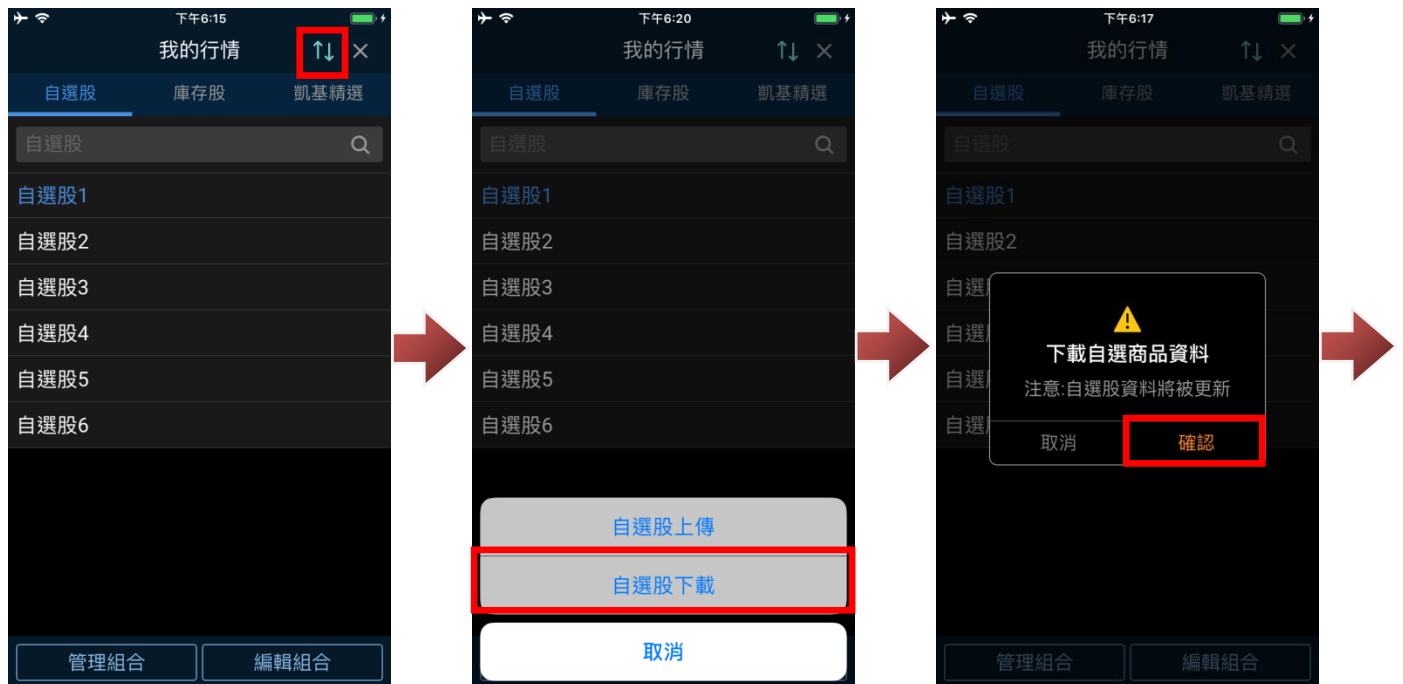 下午6:15
我的行情
自選股 庫存股 凱基精選
自選股
自選股1
自選股2
自選股3
自選股4
自選股5
自選股6
管理組合 編輯組合
下午6:20
我的行情
自選股 庫存股 凱基精選
自選股
自選股1
自選股2
自選股3
自選股4
自選股5
自選股6
自選股上傳
自選股下載
取消
下午6:17
我的行情
自選股 庫存股 凱基精選
自選股
自選股1
自選股2
自選
自選
自選
自選
下載自選商品資料
注意:自選股資料將被更新
取消 確認
管理組合 編輯組合